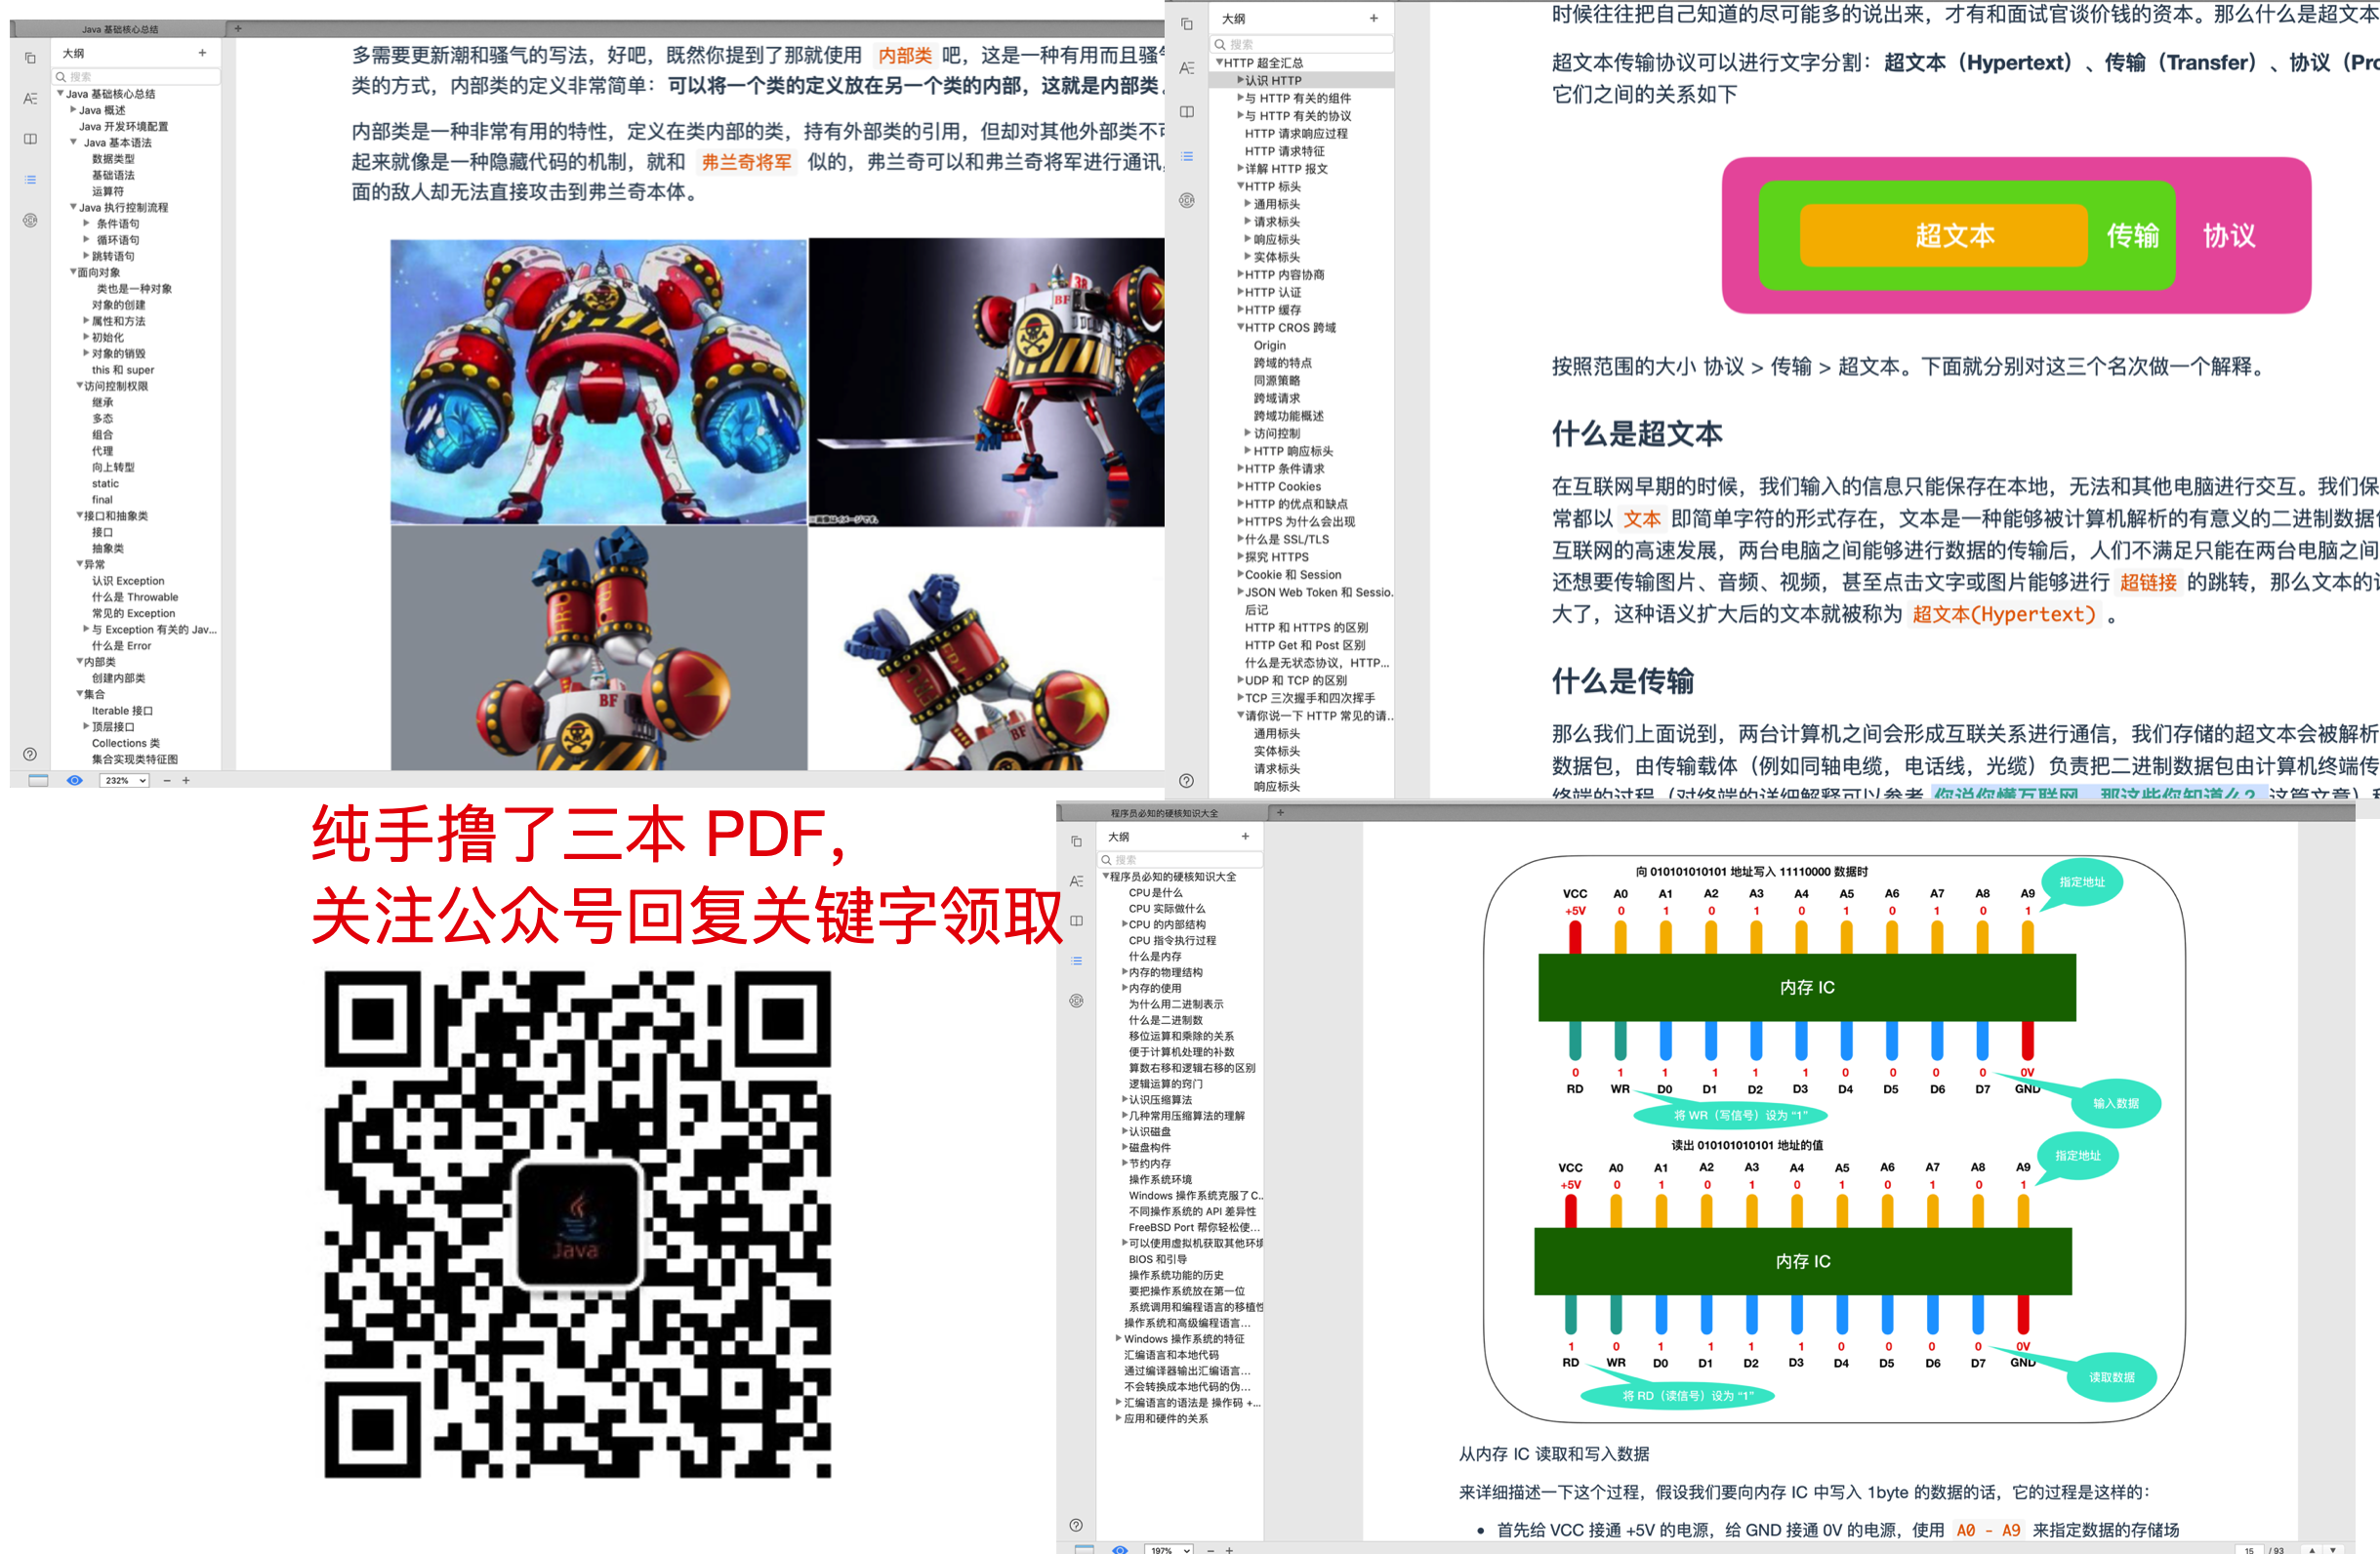 Java 基础核心总结
大纲
搜索
Java 基础核心总结
Java 概述
Java 开发环境配置
Java 基本语法
数据类型
基础语法
运算符
Java 执行控制流程
条件语句
循环语句
跳转语句
面向对象
类也是一种对象
对象的创建
属性和方法
初始化
对象的销毁
this 和 super
访问控制权限
继承
多态
组合
代理
向上转型
static
final
接口和抽象类
接口
抽象类
异常
认识 Exception
什么是 Throwable
常见的 Exception
与 Exception 有关的 Jav...
什么是 Error
内部类
创建内部类
集合
Iterable 接口
顶层接口
Collections 类
集合实现类特征图
232%
多需要更新潮和骚气的写法，好吧，既然你提到了那就使用 内部类 吧，这是一种有用而且骚
类的方式，内部类的定义非常简单：可以将一个类的定义放在另一个类的内部，这就是内部类
内部类是一种非常有用的特性，定义在类内部的类，持有外部类的引用，但却对其他外部类不
起来就像是一种隐藏代码的机制，就和 弗兰奇将军 似的，弗兰奇可以和弗兰奇将军进行通讯，
面的敌人却无法直接攻击到弗兰奇本体。
BF
BF
BF
大纲
搜索
HTTP 超全汇总
认识 HTTP
与 HTTP 有关的组件
与 HTTP 有关的协议
HTTP 请求响应过程
HTTP 请求特征
详解 HTTP 报文
HTTP 标头
通用标头
请求标头
响应标头
实体标头
HTTP 内容协商
HTTP 认证
HTTP 缓存
HTTP CROS 跨域
Origin
跨域的特点
同源策略
跨域请求
跨域功能概述
访问控制
HTTP 响应标头
HTTP 条件请求
HTTP Cookies
HTTP 的优点和缺点
HTTPS 为什么会出现
什么是 SSL/TLS
探究 HTTPS
Cookie 和 Session
JSON Web Token 和 Sessio.
后记
HTTP 和 HTTPS 的区别
HTTP Get 和 Post 区别
什么是无状态协议，HTTP...
UDP 和 TCP 的区别
TCP 三次握手和四次挥手
请你说一下 HTTP 常见的请..
通用标头
实体标头
请求标头
响应标头
时候往往把自己知道的尽可能多的说出来，才有和面试官谈价钱的资本。那么什么是超文本
超文本传输协议可以进行文字分割：超文本（Hypertext）、传输（Transfer）、协议（Pro
它们之间的关系如下
超文本 传输 协议
按照范围的大小 协议 > 传输 > 超文本。下面就分别对这三个名次做一个解释。
什么是超文本
在互联网早期的时候，我们输入的信息只能保存在本地，无法和其他电脑进行交互。我们保
常都以 文本 即简单字符的形式存在，文本是一种能够被计算机解析的有意义的二进制数据
互联网的高速发展，两台电脑之间能够进行数据的传输后，人们不满足只能在两台电脑之间
还想要传输图片、音频、视频，甚至点击文字或图片能够进行 超链接 的跳转，那么文本的
大了，这种语义扩大后的文本就被称为 超文本(Hypertext) 。
什么是传输
那么我们上面说到，两台计算机之间会形成互联关系进行通信，我们存储的超文本会被解析
数据包，由传输载体（例如同轴电缆，电话线，光缆）负责把二进制数据包由计算机终端传
终端的过程（对终端的详细解释可以参考 你说你懂互联网，那这些你知道么？ 这篇文章）
纯手撸了三本 PDF，
关注公众号回复关键字领取
Java
程序员必知的硬核知识大全
大纲
搜索
程序员必知的硬核知识大全
CPU 是什么
CPU 实际做什么
CPU 的内部结构
CPU 指令执行过程
什么是内存
内存的物理结构
内存的使用
为什么用二进制表示
什么是二进制数
移位运算和乘除的关系
便于计算机处理的补数
算数右移和逻辑右移的区别
逻辑运算的窍门
认识压缩算法
几种常用压缩算法的理解
认识磁盘
磁盘构件
节约内存
操作系统环境
Windows 操作系统克服了C..
不同操作系统的 API 差异性
FreeBSD Port 帮你轻松使...
可以使用虚拟机获取其他环境
BIOS 和引导
操作系统功能的历史
要把操作系统放在第一位
系统调用和编程语言的移植性
操作系统和高级编程语言...
Windows 操作系统的特征
汇编语言和本地代码
通过编译器输出汇编语言...
不会转换成本地代码的伪...
汇编语言的语法是 操作码 +...
应用和硬件的关系
197%
向 010101010101 地址写入 11110000 数据时
指定地址
VCC A0 A1 A2 A3 A4 A5 A6 A7 A8 A9
+5V 0 1 0 1 0 1 0 1 0 1
内存 IC
0 1 1 1 1 1 0 0 0 0 0V
RD WR D0 D1 D2 D3 D4 D5 D6 D7 GND
输入数据
将 WR（写信号）设为 “1”
读出 010101010101 地址的值
指定地址
VCC A0 A1 A2 A3 A4 A5 A6 A7 A8 A9
+5V 0 1 0 1 0 1 0 1 0 1
内存 IC
1 0 1 1 1 1 0 0 0 0 0V
RD WR D0 D1 D2 D3 D4 D5 D6 D7 GND
读取数据
将 RD（读信号）设为 “1”
从内存 IC 读取和写入数据
来详细描述一下这个过程，假设我们要向内存 IC 中写入 1byte 的数据的话，它的过程是这样的：
• 首先给 VCC 接通 +5V 的电源，给 GND 接通 0V 的电源，使用 A0 - A9 来指定数据的存储场
15 / 93